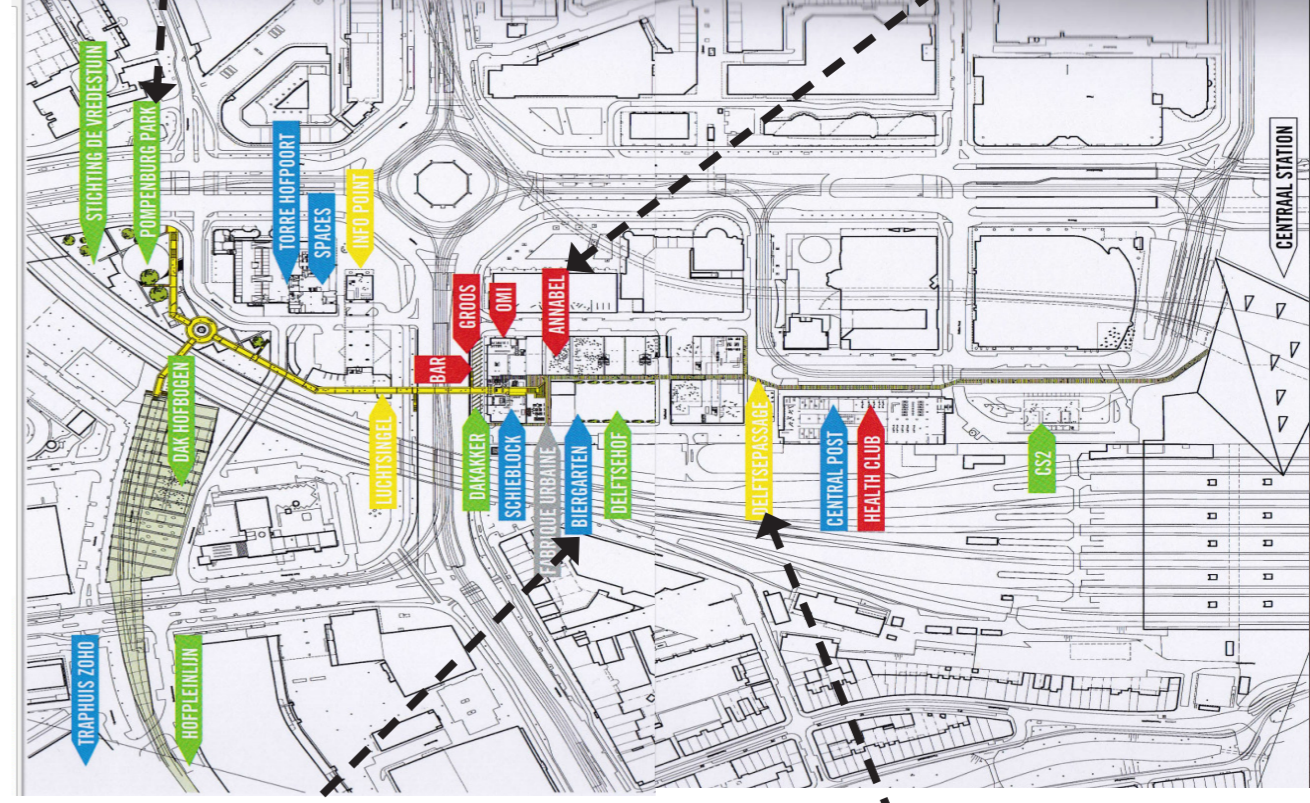 STICHTING DE VREDESTUIN
POMPENBURG PARK
TORRE HOFPOORT
SPACES
INFO POINT
CENTRAAL STATION
GROOS
OMI
ANNABEL
BAR
DAK HOFBOGEN
LUCHTSINGEL
DAKAKKER
SCHIEBLOCK
FABRIQUE URBAINE
BIERGARTEN
DELFTSEHOF
DELFTSEPASSAGE
CENTRAL POST
HEALTH CLUB
CS2
TRAPHUIS ZOHO
HOFPLEINLIJN